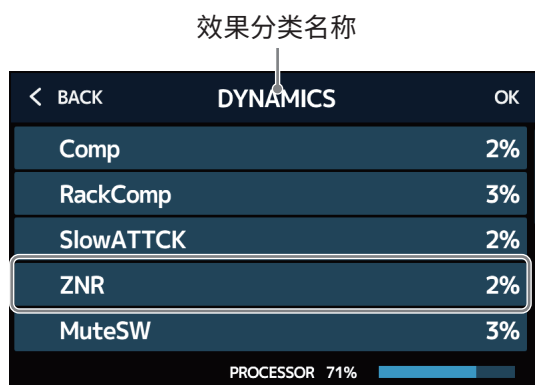 效果分类名称
BACK DYNAMICS OK
Comp 2%
RackComp 3%
SlowATTCK 2%
ZNR 2%
MuteSW 3%
PROCESSOR 71%